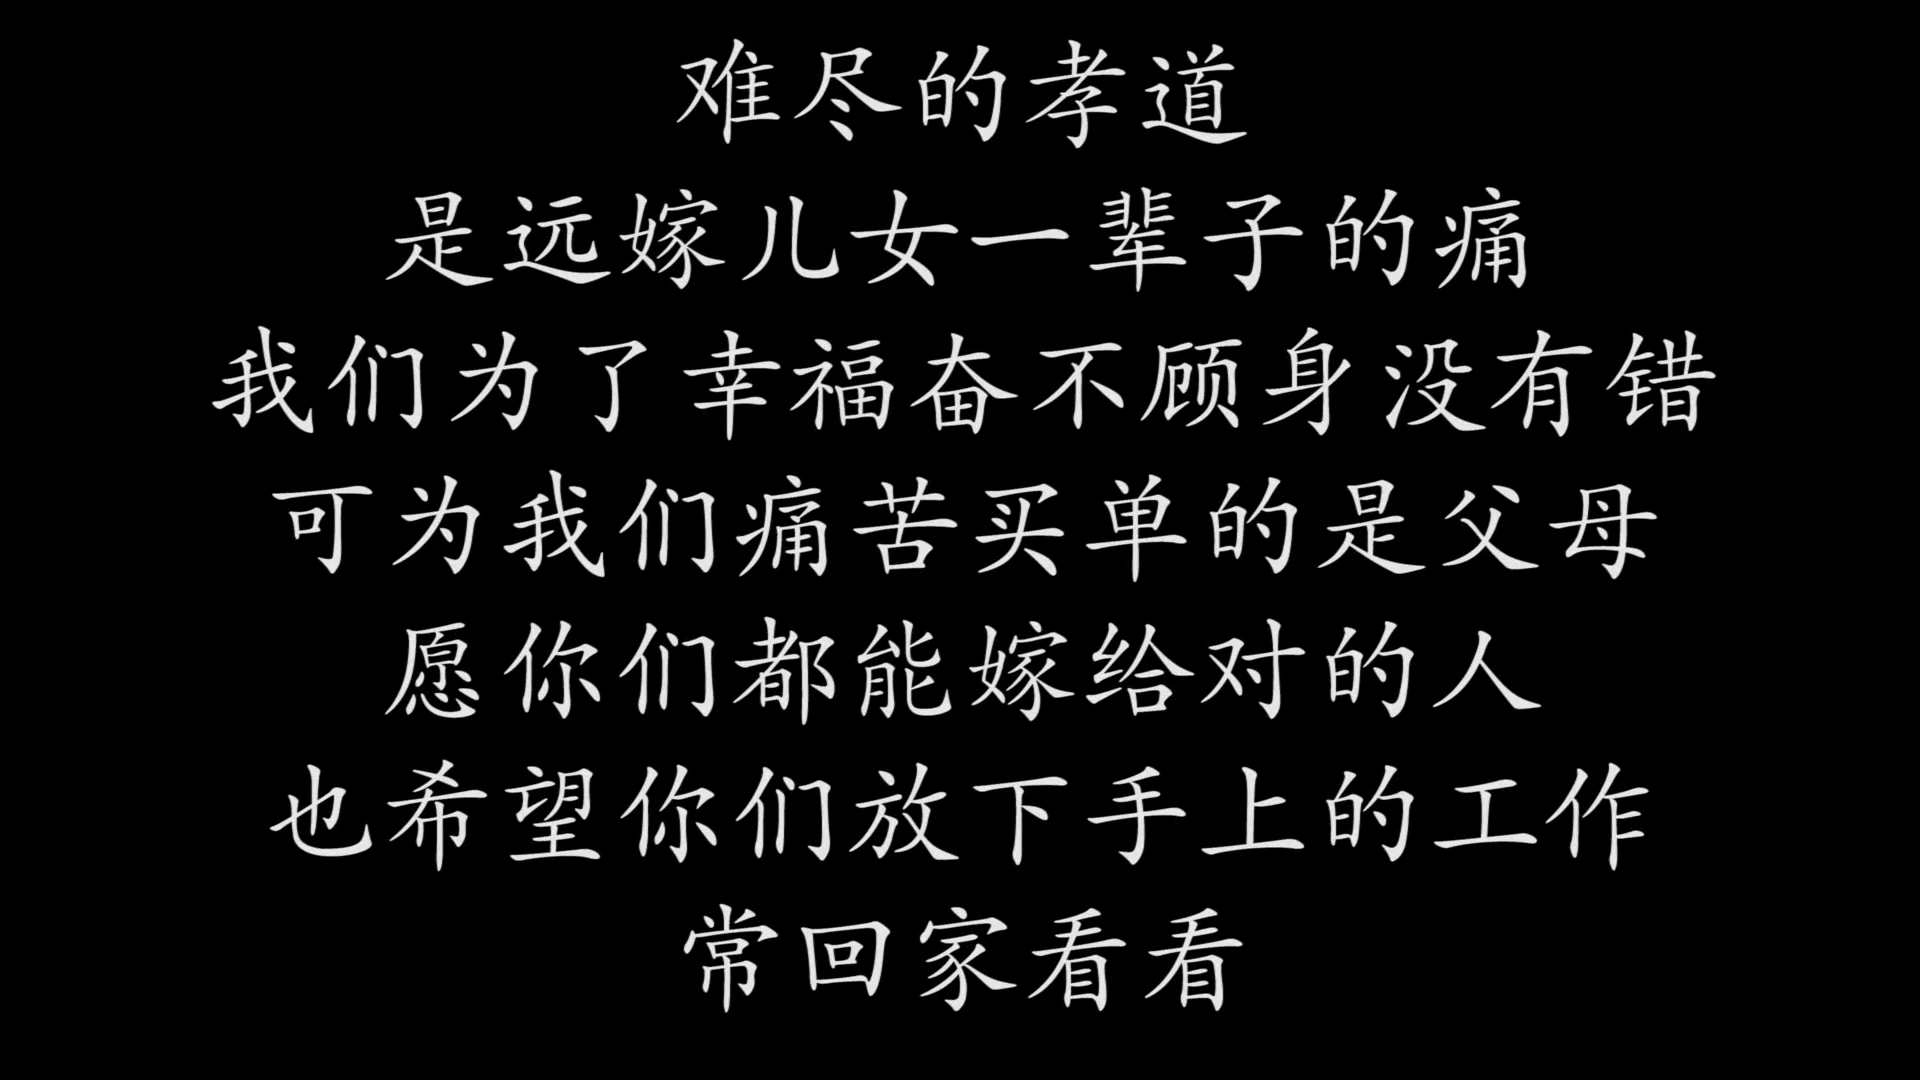 难尽的孝道
是远嫁儿女一辈子的痛
我们为了幸福奋不顾身没有错
可为我们痛苦买单的是父母
愿你们都能嫁给对的人
也希望你们放下手上的工作
常回家看看